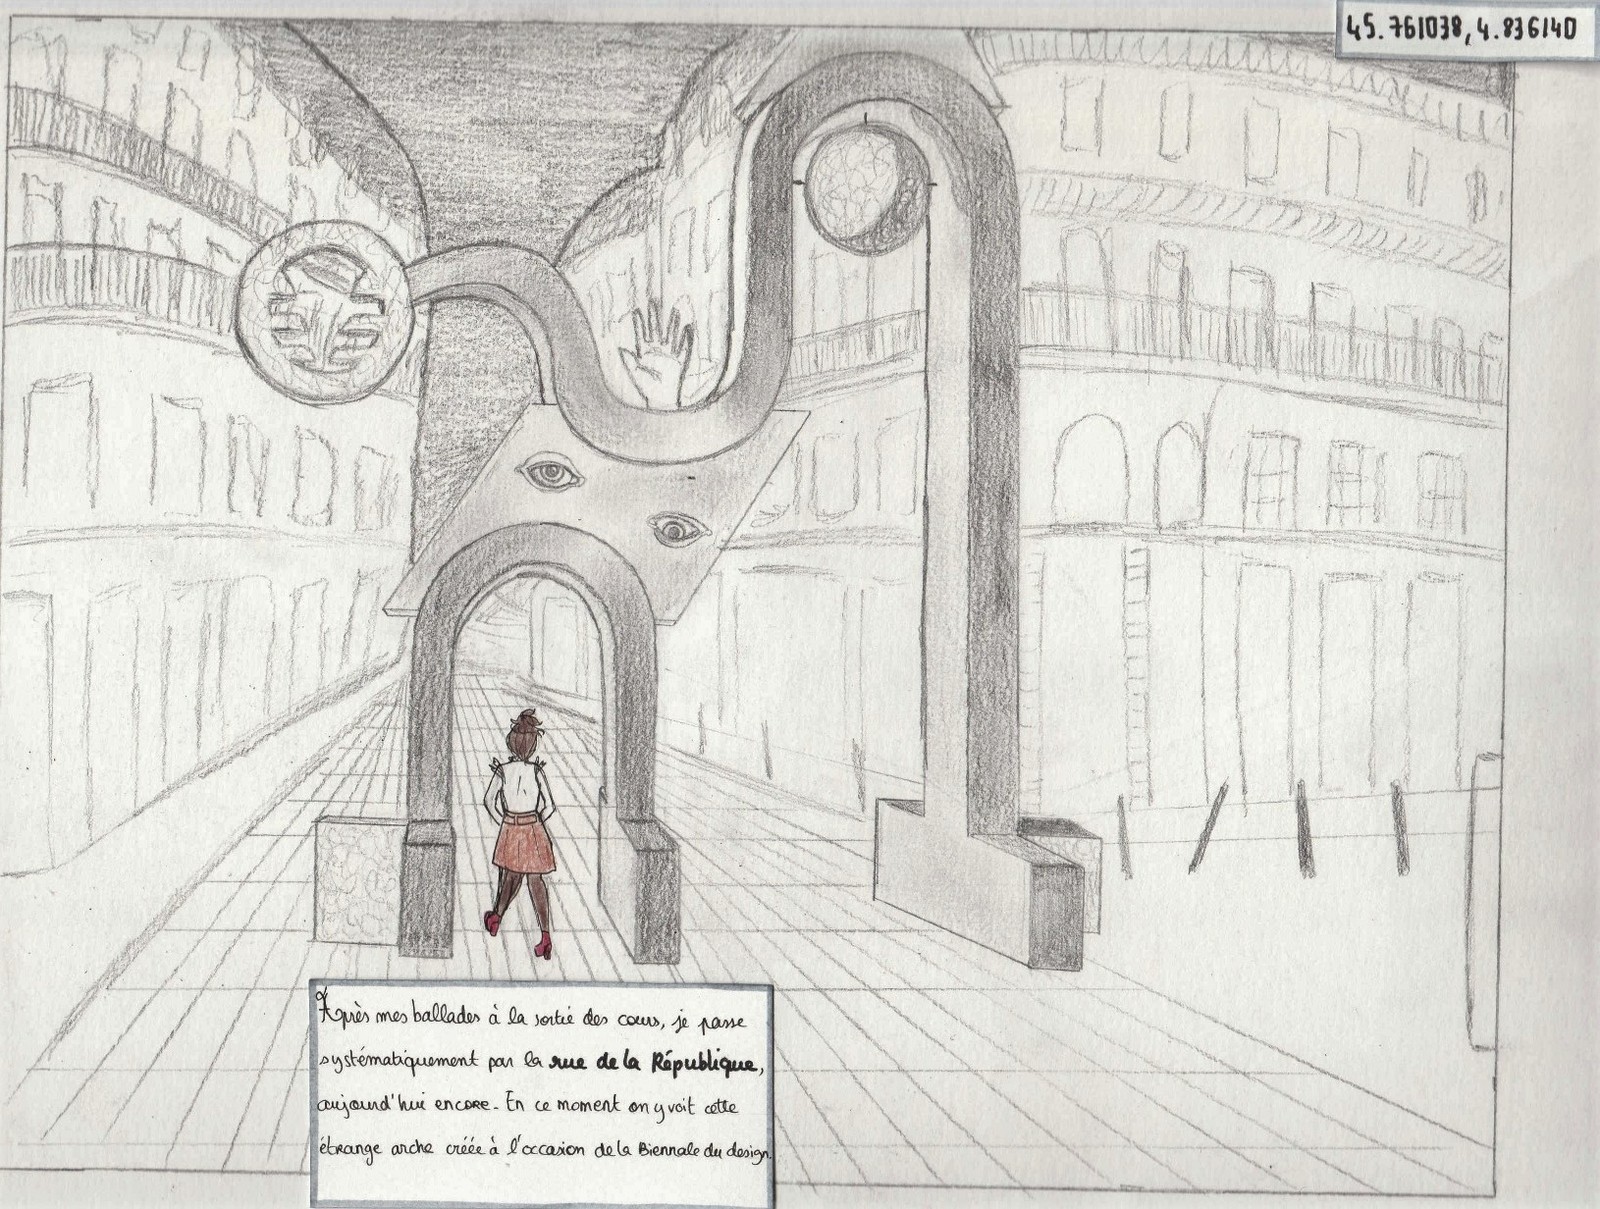 45.761038, 4.836140
Après mes ballades à la sortie des cours, je passe
systématiquement par la rue de la République,
aujourd'hui encore. En ce moment on y voit cette
étrange arche créée à l'occasion de la Biennale du design.